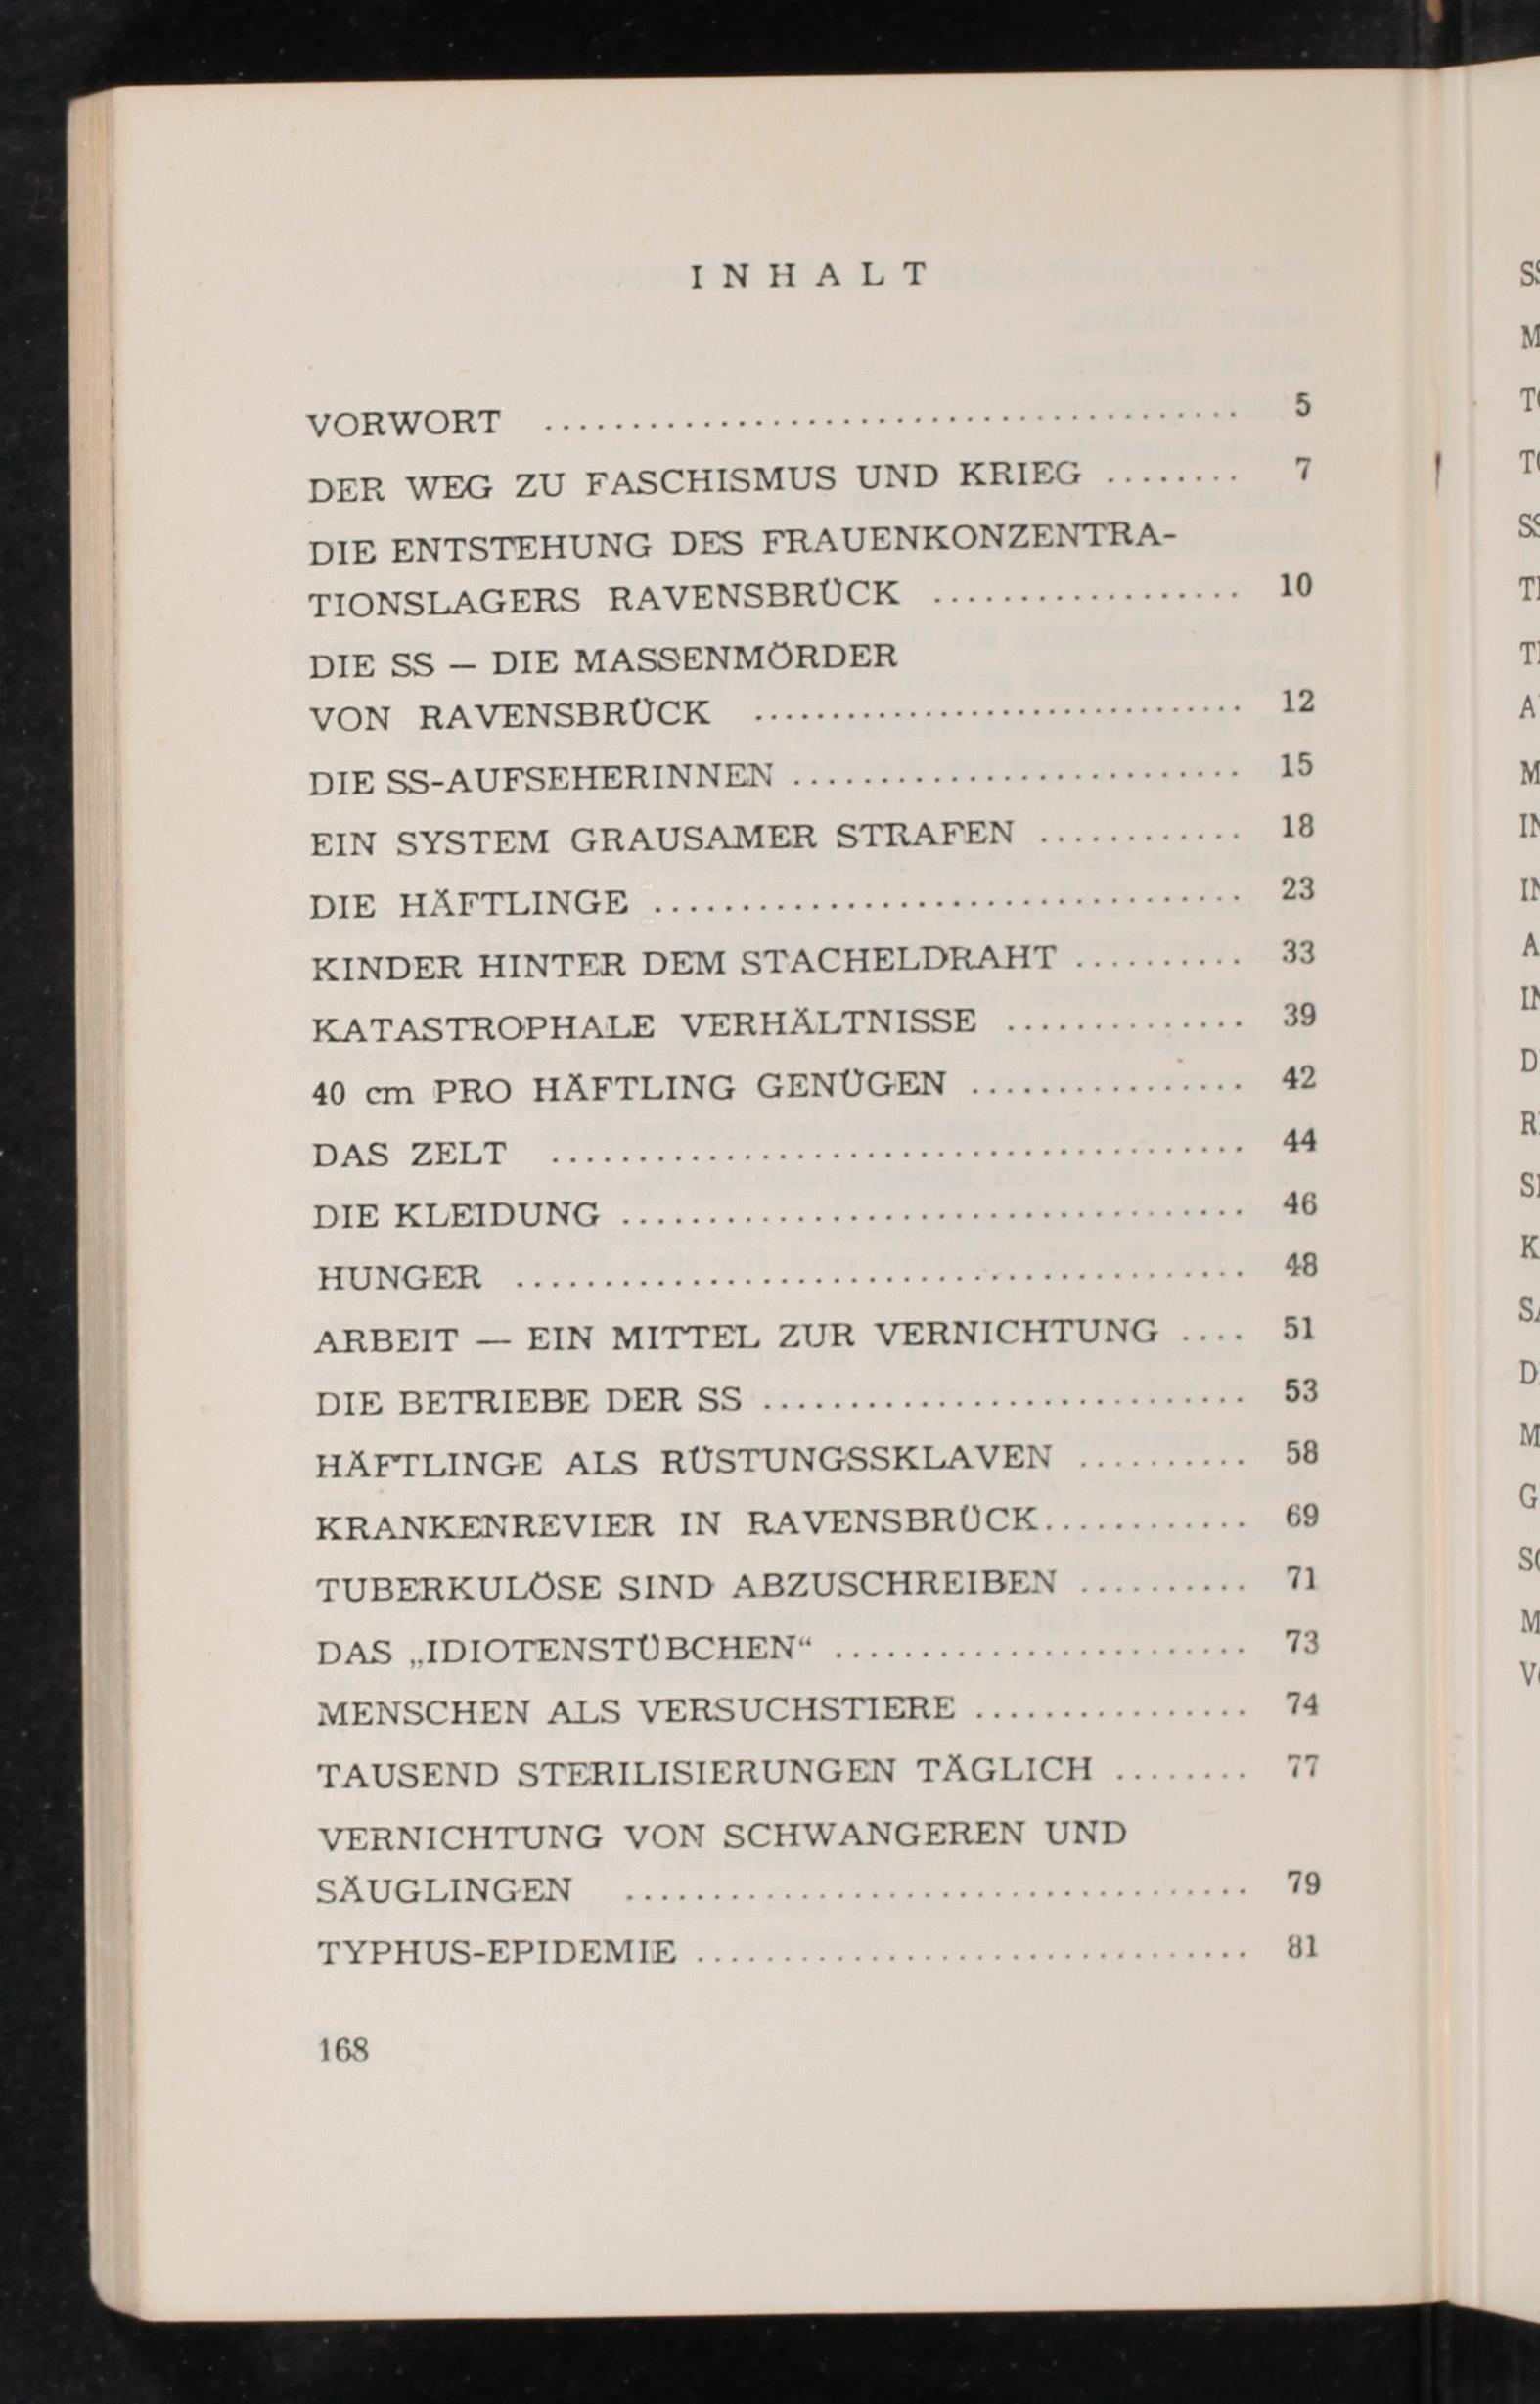 INHALT
VORWORT ........................................ 5
DER WEG ZU FASCHISMUS UND KRIEG ........ 7
DIE ENTSTEHUNG DES FRAUENKONZENTRA-
TIONSLAGERS RAVENSBRÜCK .................. 10
DIE SS – DIE MASSENMÖRDER
VON RAVENSBRÜCK ................................ 12
DIE SS-AUFSEHERINNEN .......................... 15
EIN SYSTEM GRAUSAMER STRAFEN ............ 18
DIE HÄFTLINGE .................................. 23
KINDER HINTER DEM STACHELDRAHT .......... 33
KATASTROPHALE VERHÄLTNISSE .............. 39
40 cm PRO HÄFTLING GENÜGEN ................ 42
DAS ZELT ........................................ 44
DIE KLEIDUNG .................................... 46
HUNGER .......................................... 48
ARBEIT — EIN MITTEL ZUR VERNICHTUNG .... 51
DIE BETRIEBE DER SS ............................ 53
HÄFTLINGE ALS RÜSTUNGSSKLAVEN .......... 58
KRANKENREVIER IN RAVENSBRÜCK............ 69
TUBERKULÖSE SIND ABZUSCHREIBEN .......... 71
DAS „IDIOTENSTÜBCHEN“ ........................ 73
MENSCHEN ALS VERSUCHSTIERE ................ 74
TAUSEND STERILISIERUNGEN TÄGLICH ........ 77
VERNICHTUNG VON SCHWANGEREN UND
SÄUGLINGEN .................................... 79
TYPHUS-EPIDEMIE ................................ 81
168